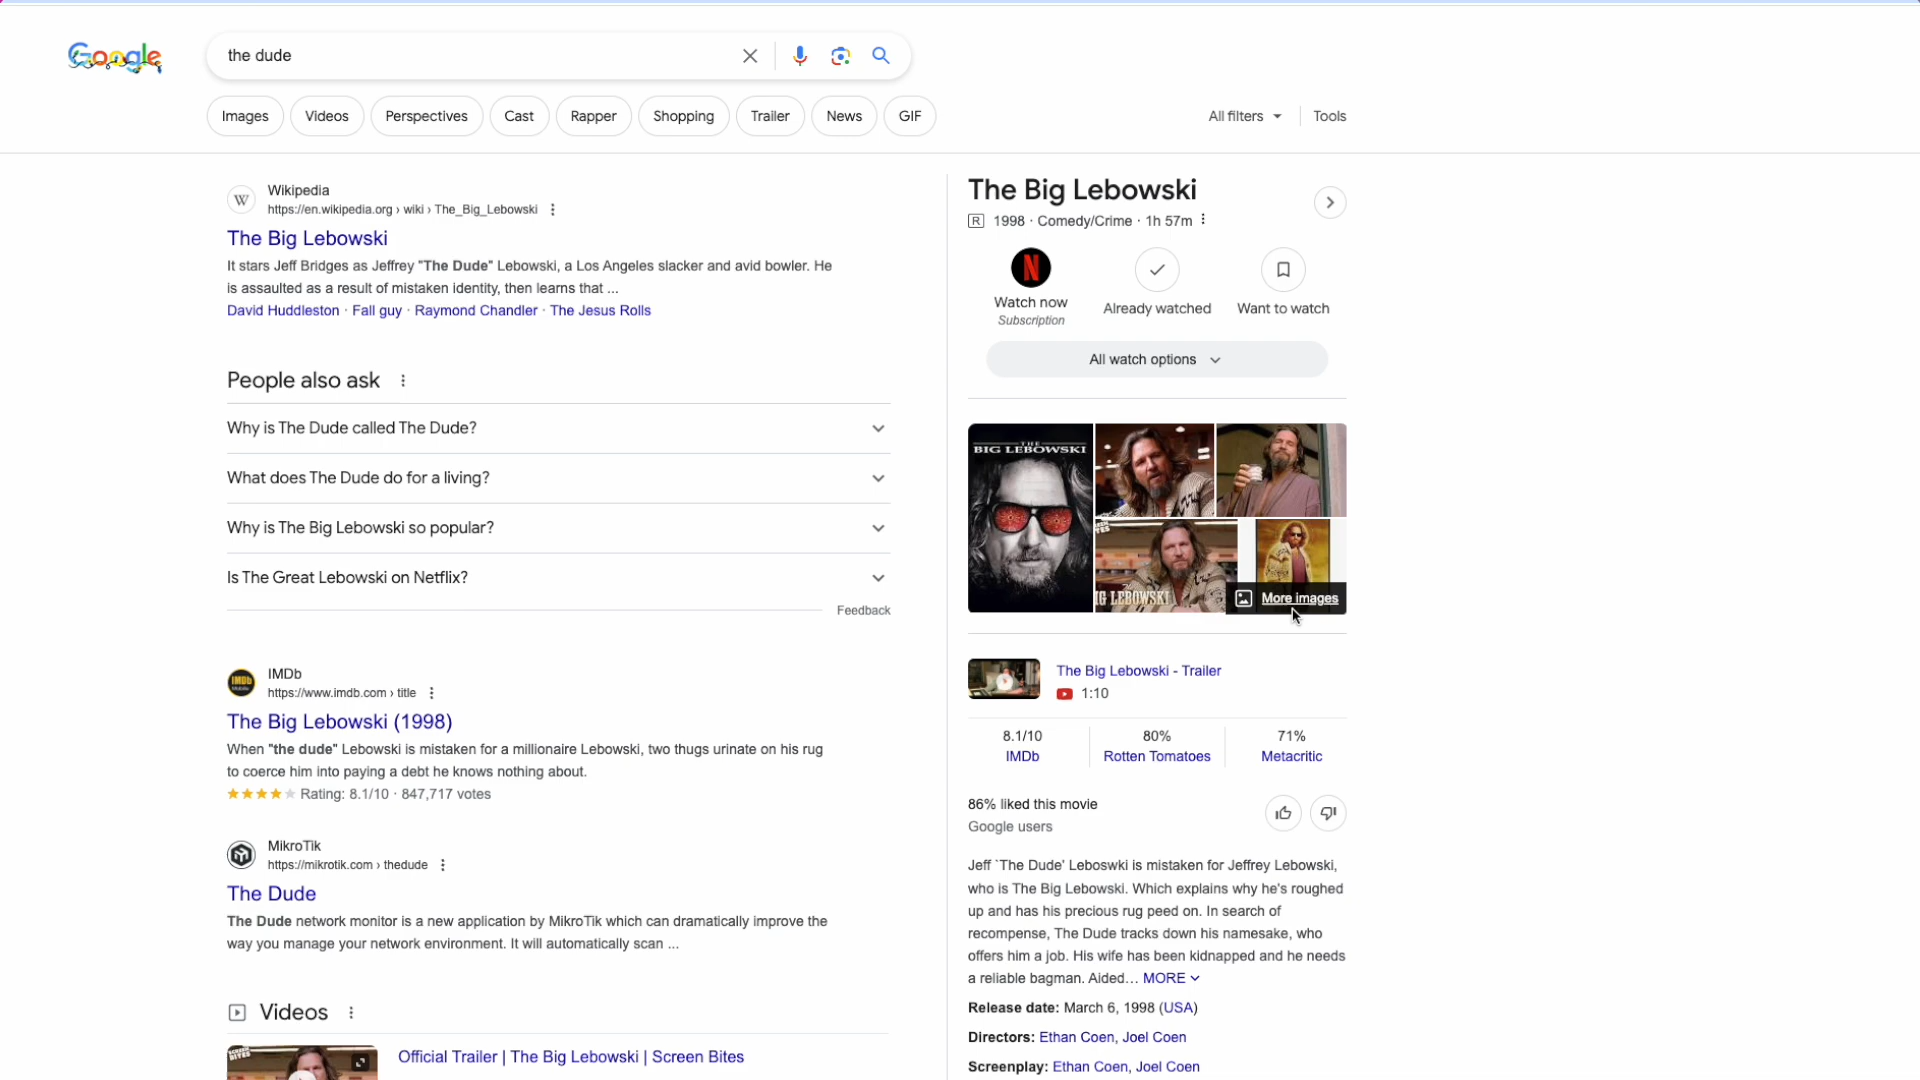 Google
the dude
Images
Videos
Perspectives
Cast
Rapper
Shopping
Trailer
News
GIF
All filters
Tools
W
Wikipedia
https://en.wikipedia.org › wiki › The_Big_Lebowski
The Big Lebowski
It stars Jeff Bridges as Jeffrey "The Dude" Lebowski, a Los Angeles slacker and avid bowler. He
is assaulted as a result of mistaken identity, then learns that ...
David Huddleston · Fall guy · Raymond Chandler · The Jesus Rolls
People also ask
Why is The Dude called The Dude?
What does The Dude do for a living?
Why is The Big Lebowski so popular?
Is The Great Lebowski on Netflix?
Feedback
IMDb
IMDb
https://www.imdb.com › title
The Big Lebowski (1998)
When "the dude" Lebowski is mistaken for a millionaire Lebowski, two thugs urinate on his rug
to coerce him into paying a debt he knows nothing about.
Rating: 8.1/10 · 847,717 votes
MikroTik
https://mikrotik.com › thedude
The Dude
The Dude network monitor is a new application by MikroTik which can dramatically improve the
way you manage your network environment. It will automatically scan ...
Videos
SCREEN
BITES
Official Trailer | The Big Lebowski | Screen Bites
The Big Lebowski
R 1998 · Comedy/Crime · 1h 57m
N
Watch now
Subscription
Already watched
Want to watch
All watch options
THE
BIG LEBOWSKI
IG LEBOWSKI
More images
The Big Lebowski - Trailer
1:10
8.1/10
IMDb
80%
Rotten Tomatoes
71%
Metacritic
86% liked this movie
Google users
Jeff `The Dude' Leboswki is mistaken for Jeffrey Lebowski,
who is The Big Lebowski. Which explains why he's roughed
up and has his precious rug peed on. In search of
recompense, The Dude tracks down his namesake, who
offers him a job. His wife has been kidnapped and he needs
a reliable bagman. Aided... MORE
Release date: March 6, 1998 (USA)
Directors: Ethan Coen, Joel Coen
Screenplay: Ethan Coen, Joel Coen